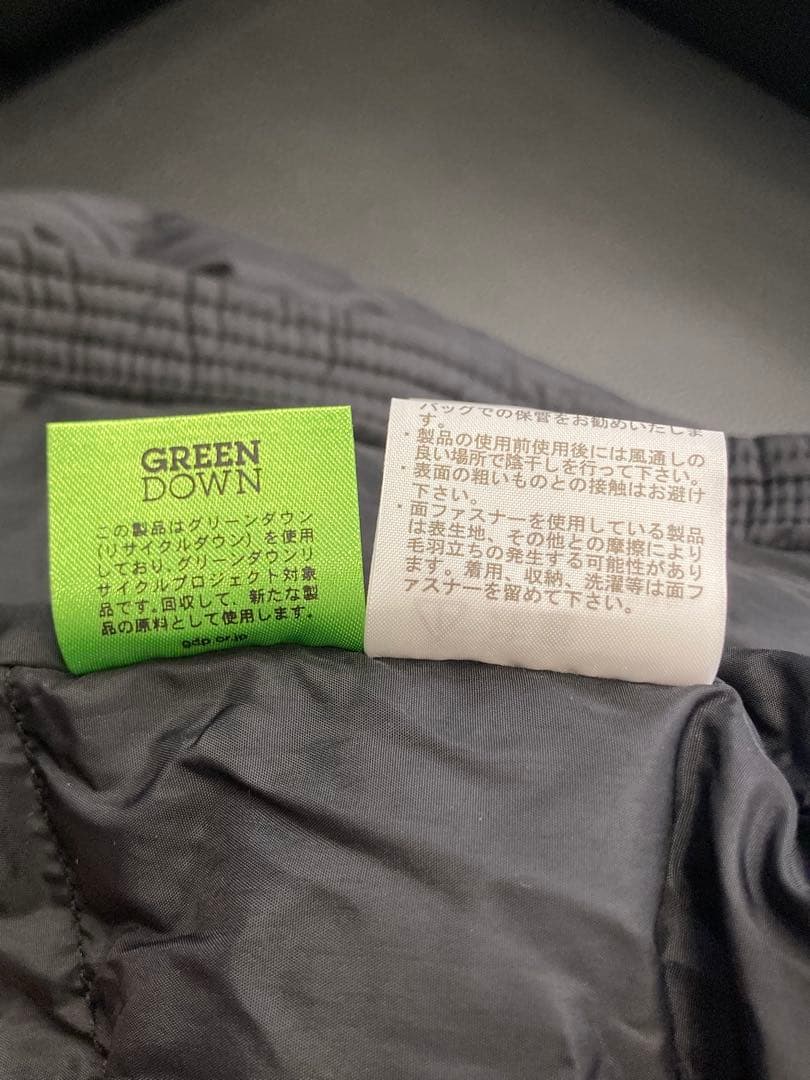 GREEN
DOWN
この製品はグリーンダウン
(リサイクルダウン)を使用
しており、グリーンダウンリ
サイクルプロジェクト対象
品です。回収して、新たな製
品の原料として使用します。
gdp.or.jp
バッグでの保管をお勧めいたしま
す。
・製品の使用前使用後には風通しの
良い場所で陰干しを行って下さい。
・表面の粗いものとの接触はお避け
下さい。
・面ファスナーを使用している製品
は表生地、その他との摩擦により
毛羽立ちの発生する可能性があり
ます。着用、収納、洗濯等は面フ
ァスナーを留めて下さい。